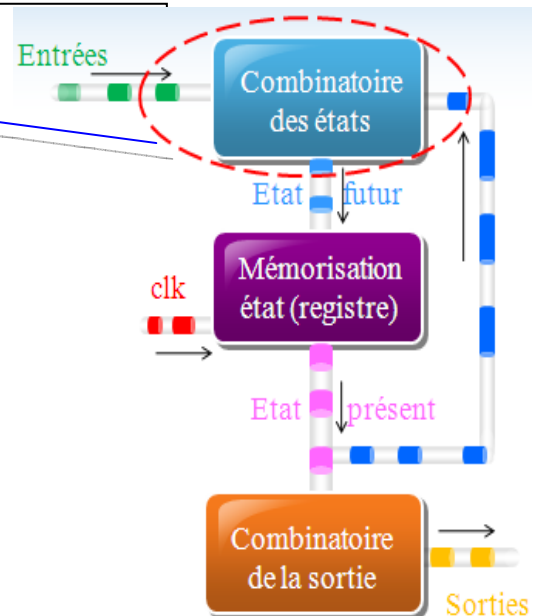 Entrées
Combinatoire
des états
Etat futur
Mémorisation
état (registre)
clk
Etat présent
Combinatoire
de la sortie
Sorties